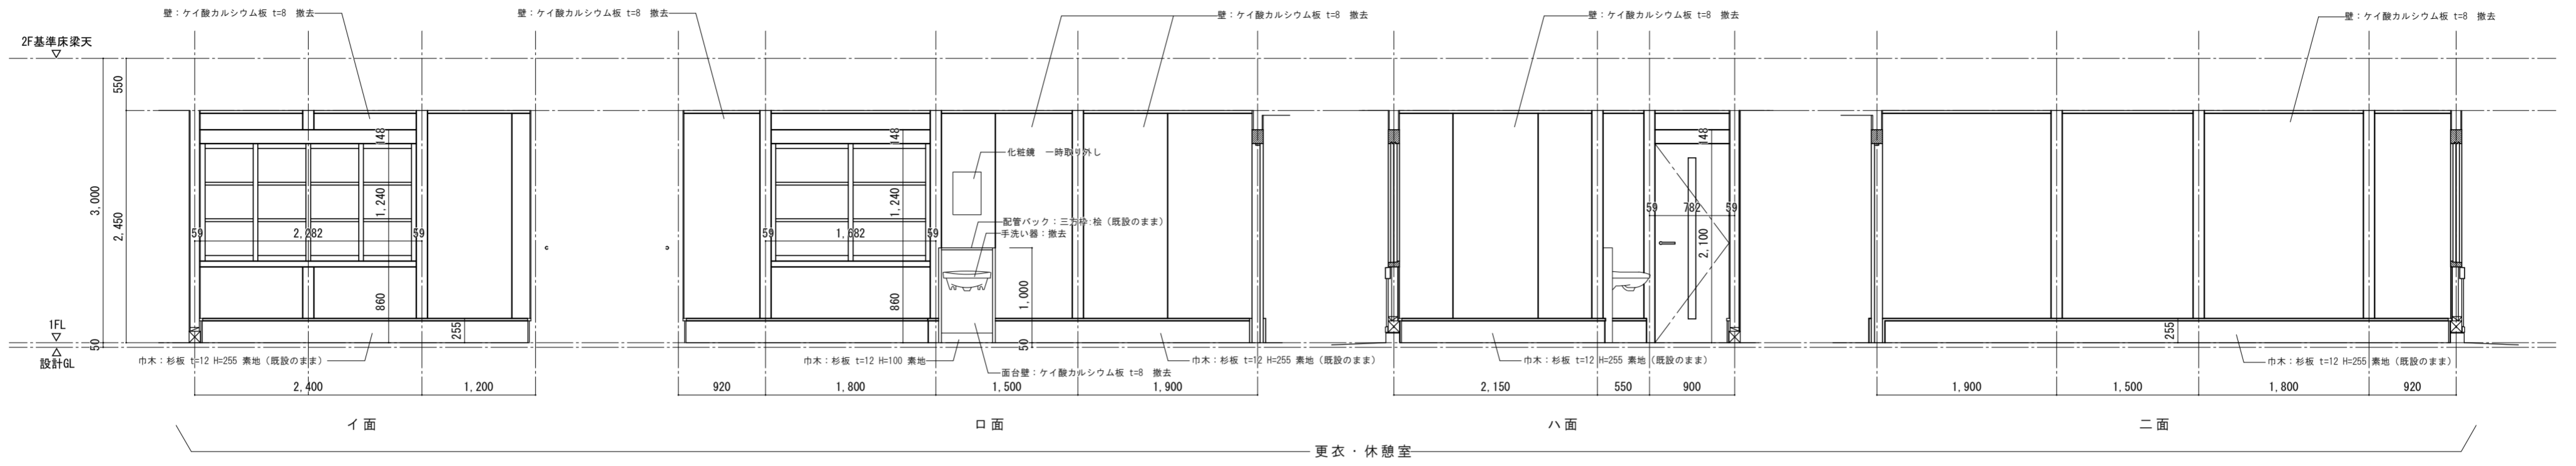 壁：ケイ酸カルシウム板 t=8　撤去
壁：ケイ酸カルシウム板 t=8　撤去
壁：ケイ酸カルシウム板 t=8　撤去
壁：ケイ酸カルシウム板 t=8　撤去
壁：ケイ酸カルシウム板 t=8　撤去
2F基準床梁天
550
3,000
2,450
50
1FL
設計GL
148
1,240
59
2,282
59
860
255
巾木：杉板 t=12 H=255 素地（既設のまま）
2,400
1,200
イ面
148
1,240
59
1,682
59
860
化粧鏡　一時取り外し
配管パック：三方枠:桧（既設のまま）
手洗い器：撤去
1,000
50
巾木：杉板 t=12 H=100 素地
面台壁：ケイ酸カルシウム板 t=8　撤去
巾木：杉板 t=12 H=255 素地（既設のまま）
920
1,800
1,500
1,900
ロ面
148
59
782
59
2,100
巾木：杉板 t=12 H=255 素地（既設のまま）
2,150
550
900
ハ面
255
巾木：杉板 t=12 H=255 素地（既設のまま）
1,900
1,500
1,800
920
ニ面
更衣・休憩室